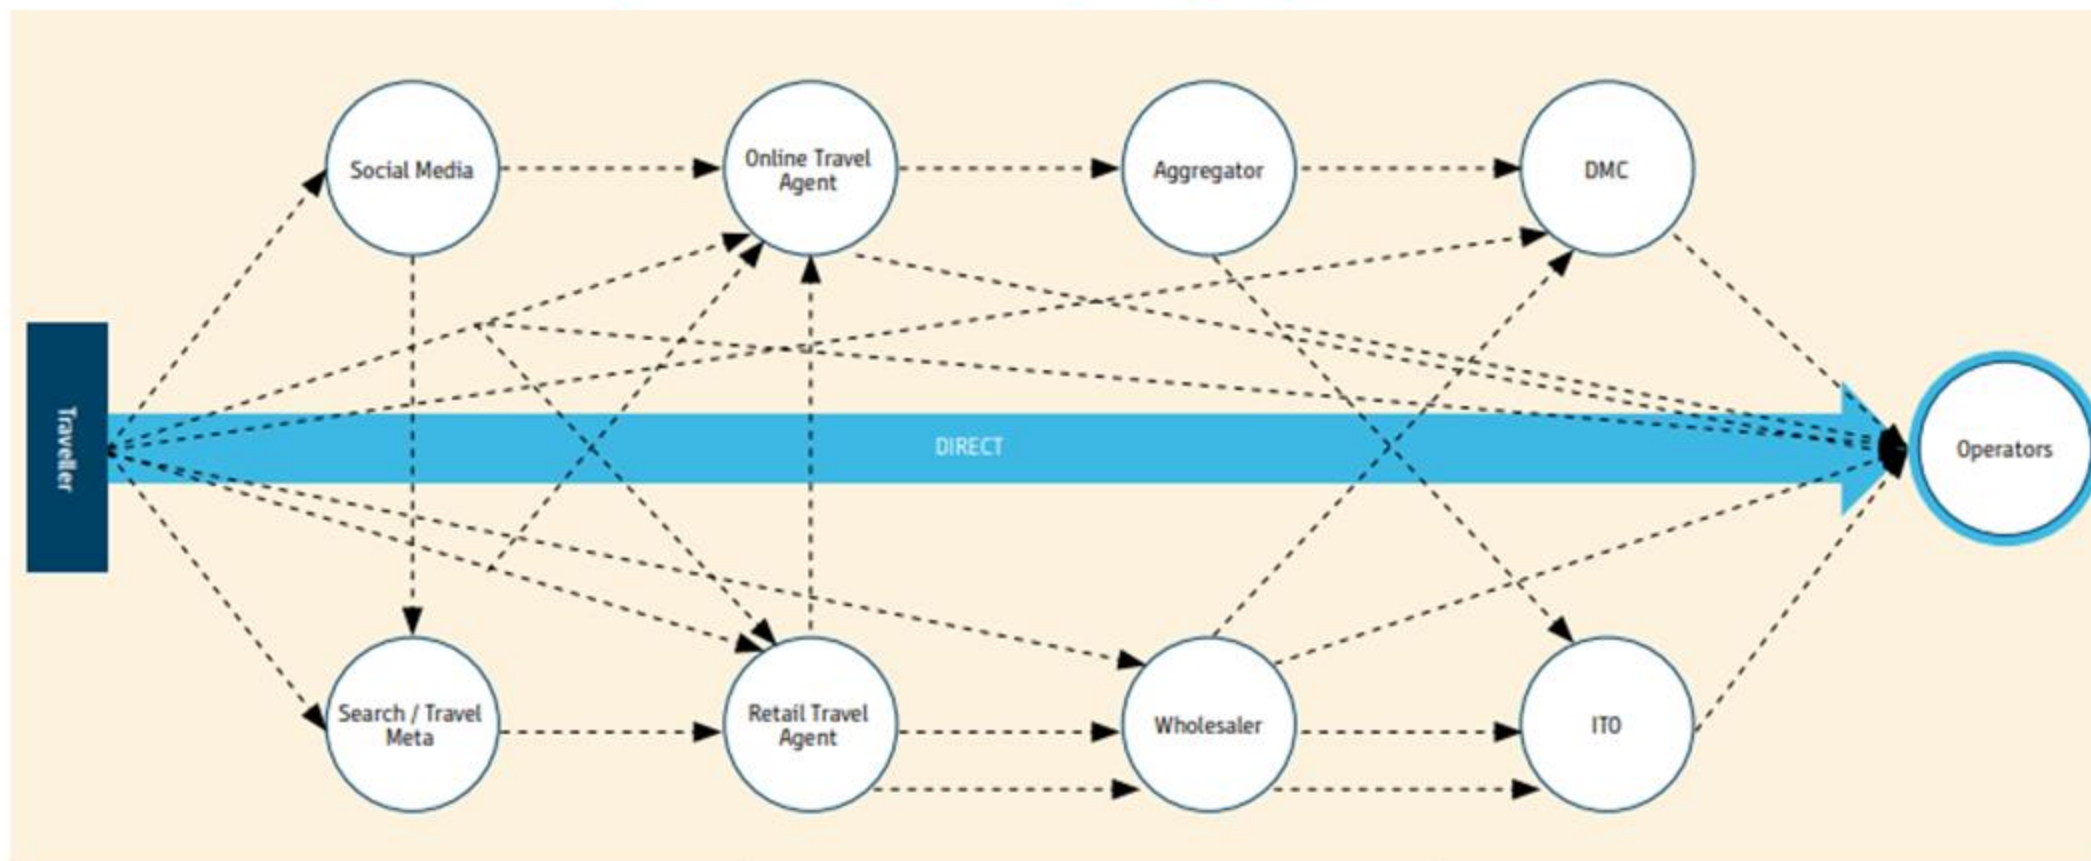 Social Media
Online Travel
Agent
Aggregator
DMC
Traveller
DIRECT
Operators
Search / Travel
Meta
Retail Travel
Agent
Wholesaler
ITO